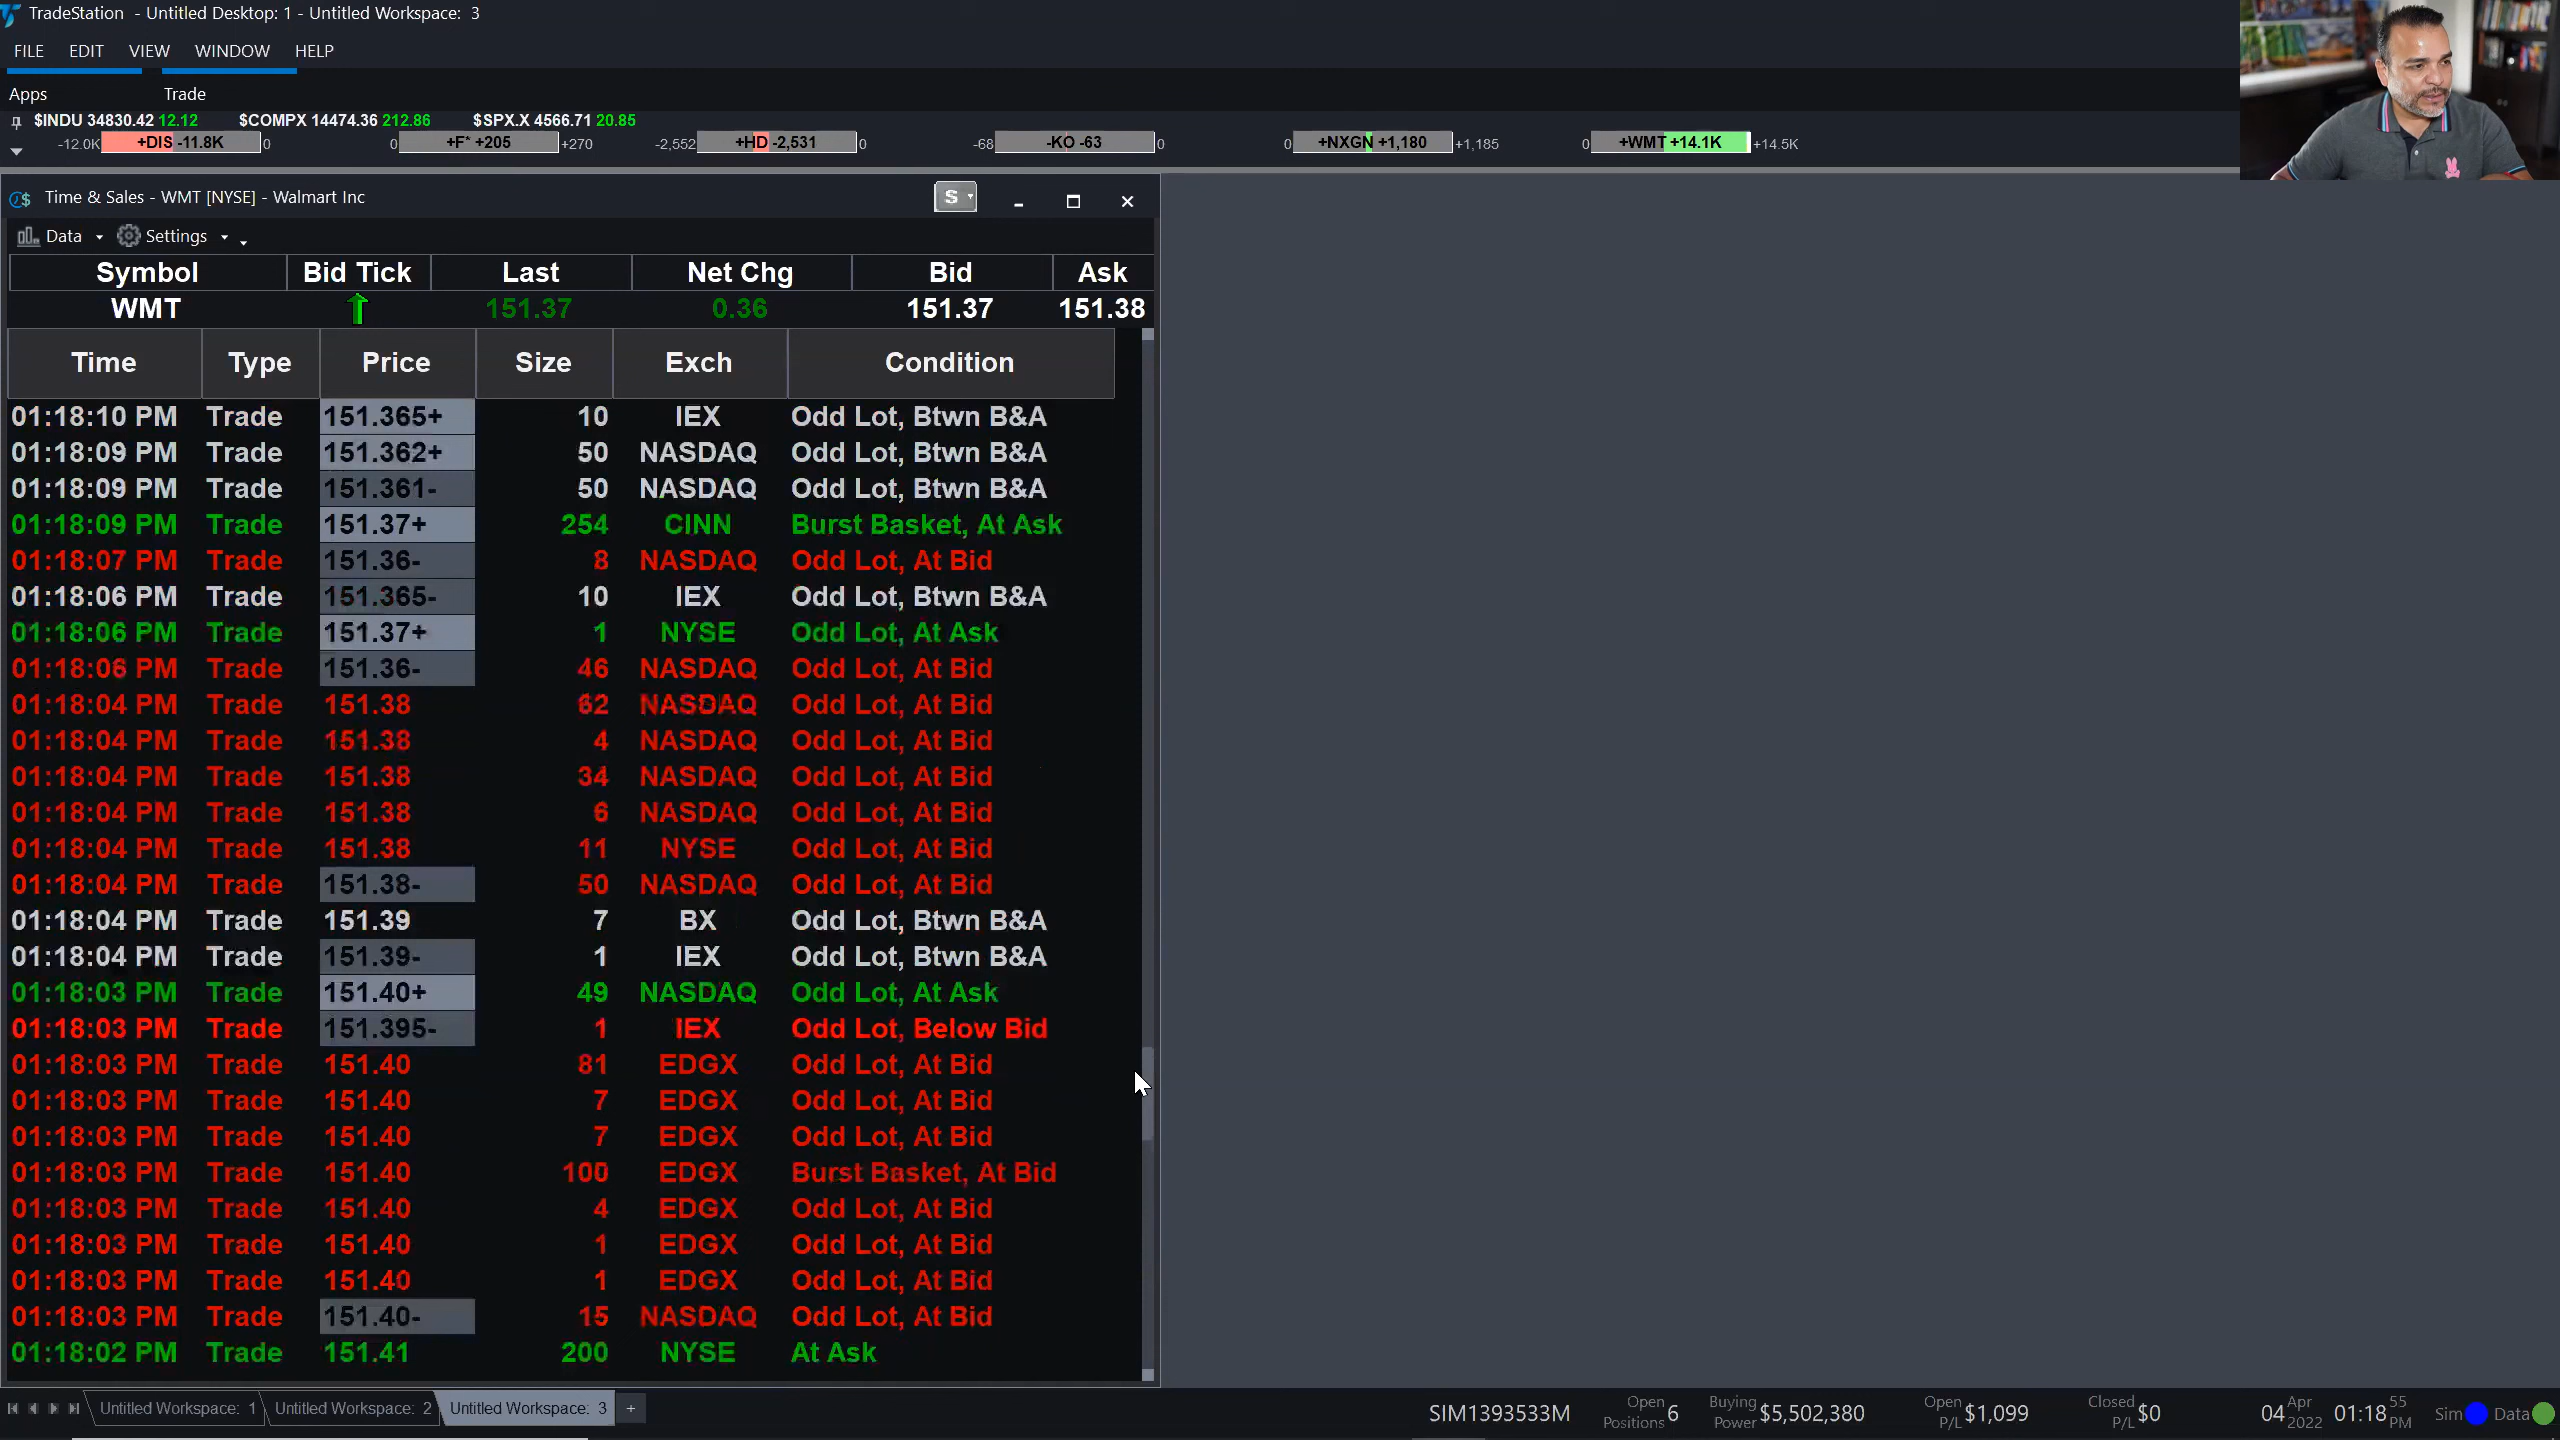 TradeStation - Untitled Desktop: 1 - Untitled Workspace: 3
FILE EDIT VIEW WINDOW HELP
Apps Trade
$INDU 34830.42 12.12 $COMPX 14474.36 212.86 $SPX.X 4566.71 20.85
-12.0K +DIS -11.8K 0 0 +F* +205 +270 -2,552 +HD -2,531 0 -68 -KO -63 0 0 +NXGN +1,180 +1,185 0 +WMT +14.1K +14.5K
Time & Sales - WMT [NYSE] - Walmart Inc S
Data Settings
Symbol Bid Tick Last Net Chg Bid Ask
WMT 151.37 0.36 151.37 151.38
Time Type Price Size Exch Condition
01:18:10 PM Trade 151.365+ 10 IEX Odd Lot, Btwn B&A
01:18:09 PM Trade 151.362+ 50 NASDAQ Odd Lot, Btwn B&A
01:18:09 PM Trade 151.361- 50 NASDAQ Odd Lot, Btwn B&A
01:18:09 PM Trade 151.37+ 254 CINN Burst Basket, At Ask
01:18:07 PM Trade 151.36- 8 NASDAQ Odd Lot, At Bid
01:18:06 PM Trade 151.365- 10 IEX Odd Lot, Btwn B&A
01:18:06 PM Trade 151.37+ 1 NYSE Odd Lot, At Ask
01:18:06 PM Trade 151.36- 46 NASDAQ Odd Lot, At Bid
01:18:04 PM Trade 151.38 62 NASDAQ Odd Lot, At Bid
01:18:04 PM Trade 151.38 4 NASDAQ Odd Lot, At Bid
01:18:04 PM Trade 151.38 34 NASDAQ Odd Lot, At Bid
01:18:04 PM Trade 151.38 6 NASDAQ Odd Lot, At Bid
01:18:04 PM Trade 151.38 11 NYSE Odd Lot, At Bid
01:18:04 PM Trade 151.38- 50 NASDAQ Odd Lot, At Bid
01:18:04 PM Trade 151.39 7 BX Odd Lot, Btwn B&A
01:18:04 PM Trade 151.39- 1 IEX Odd Lot, Btwn B&A
01:18:03 PM Trade 151.40+ 49 NASDAQ Odd Lot, At Ask
01:18:03 PM Trade 151.395- 1 IEX Odd Lot, Below Bid
01:18:03 PM Trade 151.40 81 EDGX Odd Lot, At Bid
01:18:03 PM Trade 151.40 7 EDGX Odd Lot, At Bid
01:18:03 PM Trade 151.40 7 EDGX Odd Lot, At Bid
01:18:03 PM Trade 151.40 100 EDGX Burst Basket, At Bid
01:18:03 PM Trade 151.40 4 EDGX Odd Lot, At Bid
01:18:03 PM Trade 151.40 1 EDGX Odd Lot, At Bid
01:18:03 PM Trade 151.40 1 EDGX Odd Lot, At Bid
01:18:03 PM Trade 151.40- 15 NASDAQ Odd Lot, At Bid
01:18:02 PM Trade 151.41 200 NYSE At Ask
Untitled Workspace: 1 Untitled Workspace: 2 Untitled Workspace: 3 + SIM1393533M Open Positions 6 Buying Power $5,502,380 Open P/L $1,099 Closed P/L $0 04 Apr 2022 01:18 55 PM Sim Data